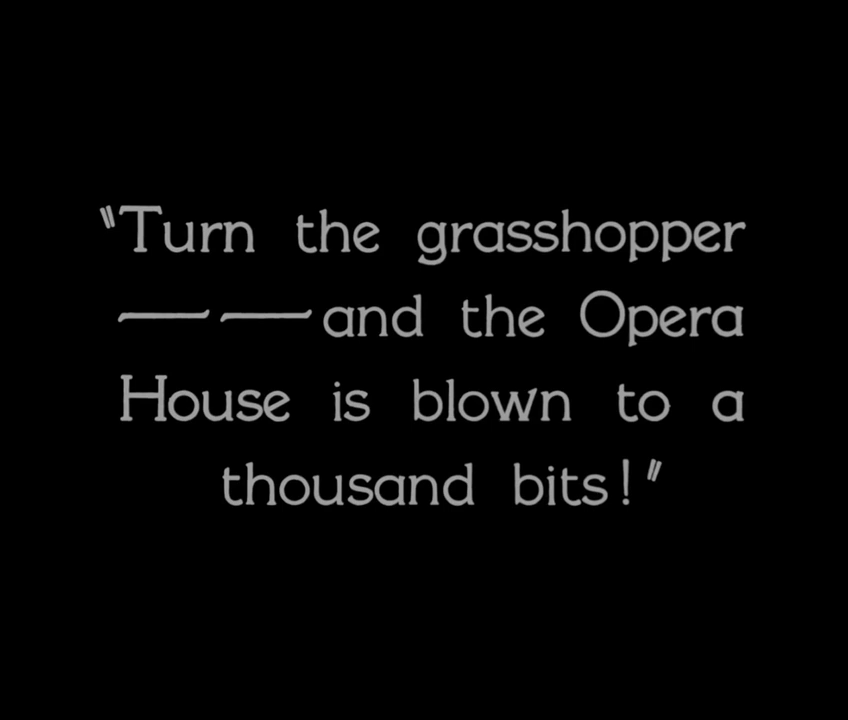 "Turn the grasshopper
——and the Opera
House is blown to a
thousand bits!"